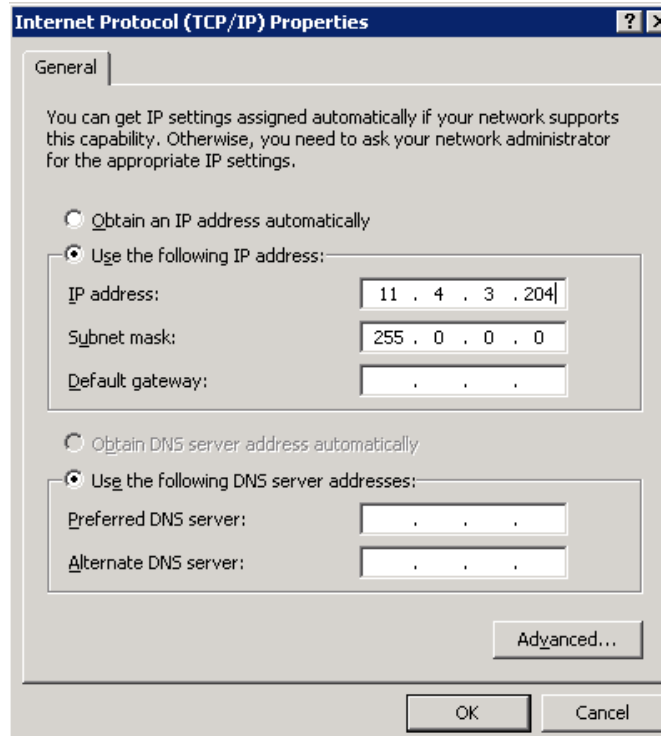 Internet Protocol (TCP/IP) Properties
General
You can get IP settings assigned automatically if your network supports
this capability. Otherwise, you need to ask your network administrator
for the appropriate IP settings.
Obtain an IP address automatically
Use the following IP address:
IP address: 11 . 4 . 3 . 204
Subnet mask: 255 . 0 . 0 . 0
Default gateway: . . .
Obtain DNS server address automatically
Use the following DNS server addresses:
Preferred DNS server: . . .
Alternate DNS server: . . .
Advanced...
OK Cancel